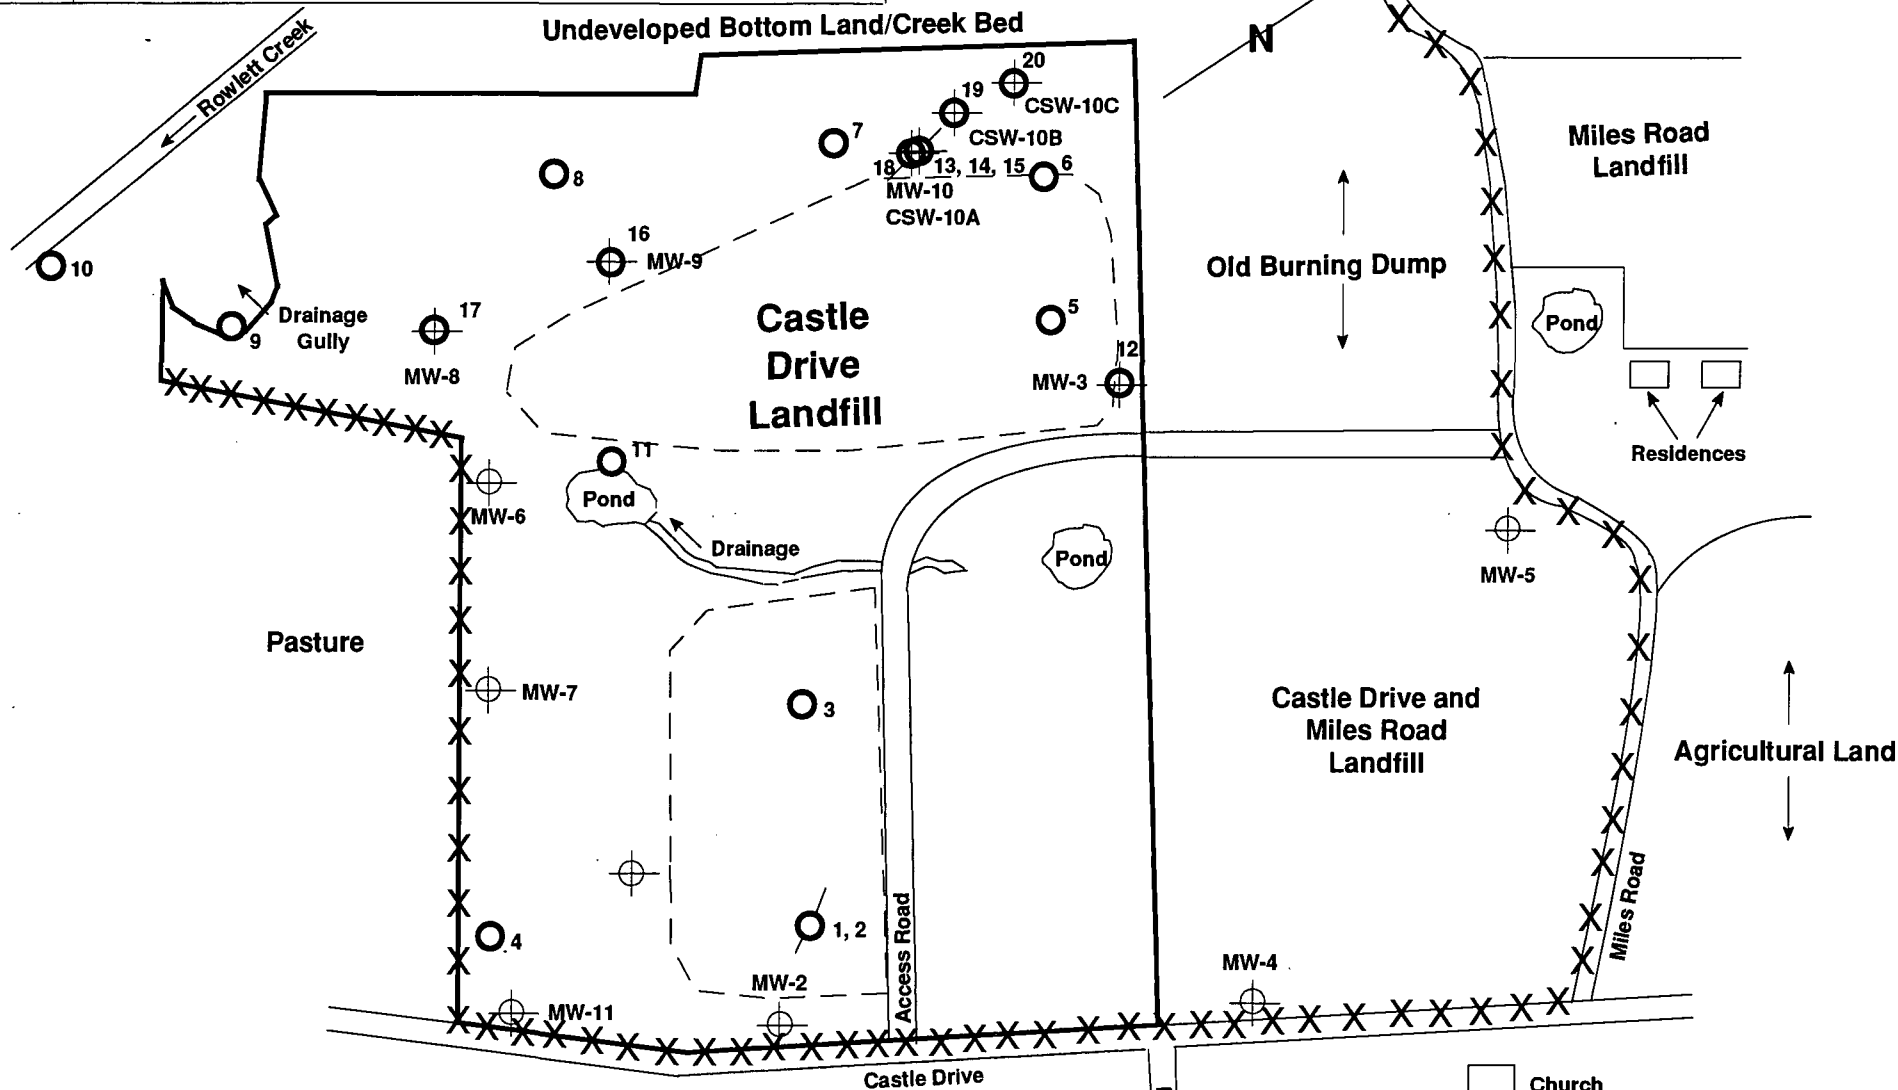 Undeveloped Bottom Land/Creek Bed
N
Rowlett Creek
20
CSW-10C
19
CSW-10B
7
18
13, 14, 15
6
MW-10
CSW-10A
8
Miles Road
Landfill
16
MW-9
10
Old Burning Dump
Drainage
Gully
9
17
MW-8
Castle
Drive
Landfill
5
12
MW-3
Pond
Residences
11
Pond
MW-6
Drainage
Pond
MW-5
Pasture
MW-7
3
Castle Drive and
Miles Road
Landfill
Agricultural Land
4
1, 2
Access Road
Miles Road
MW-2
MW-11
MW-4
Castle Drive
Church
X X X X X X X X X X
X X X X X X X X X X X
X X X X X X X X X X X X X X X X X X X X X X X X X X X X
X X X X X X X X X X X X X X X X X X X X X X